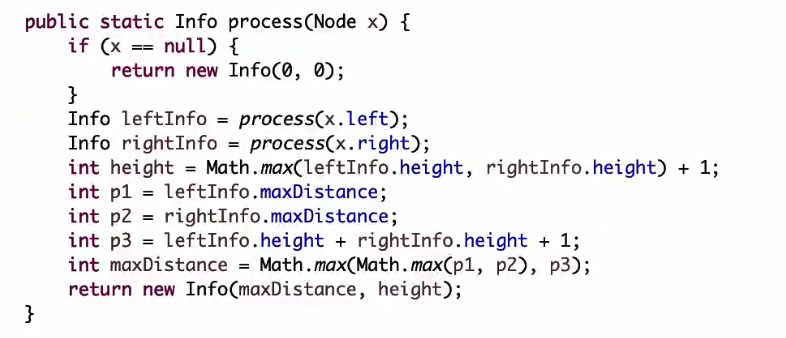 public static Info process(Node x) {
    if (x == null) {
        return new Info(0, 0);
    }
    Info leftInfo = process(x.left);
    Info rightInfo = process(x.right);
    int height = Math.max(leftInfo.height, rightInfo.height) + 1;
    int p1 = leftInfo.maxDistance;
    int p2 = rightInfo.maxDistance;
    int p3 = leftInfo.height + rightInfo.height + 1;
    int maxDistance = Math.max(Math.max(p1, p2), p3);
    return new Info(maxDistance, height);
}